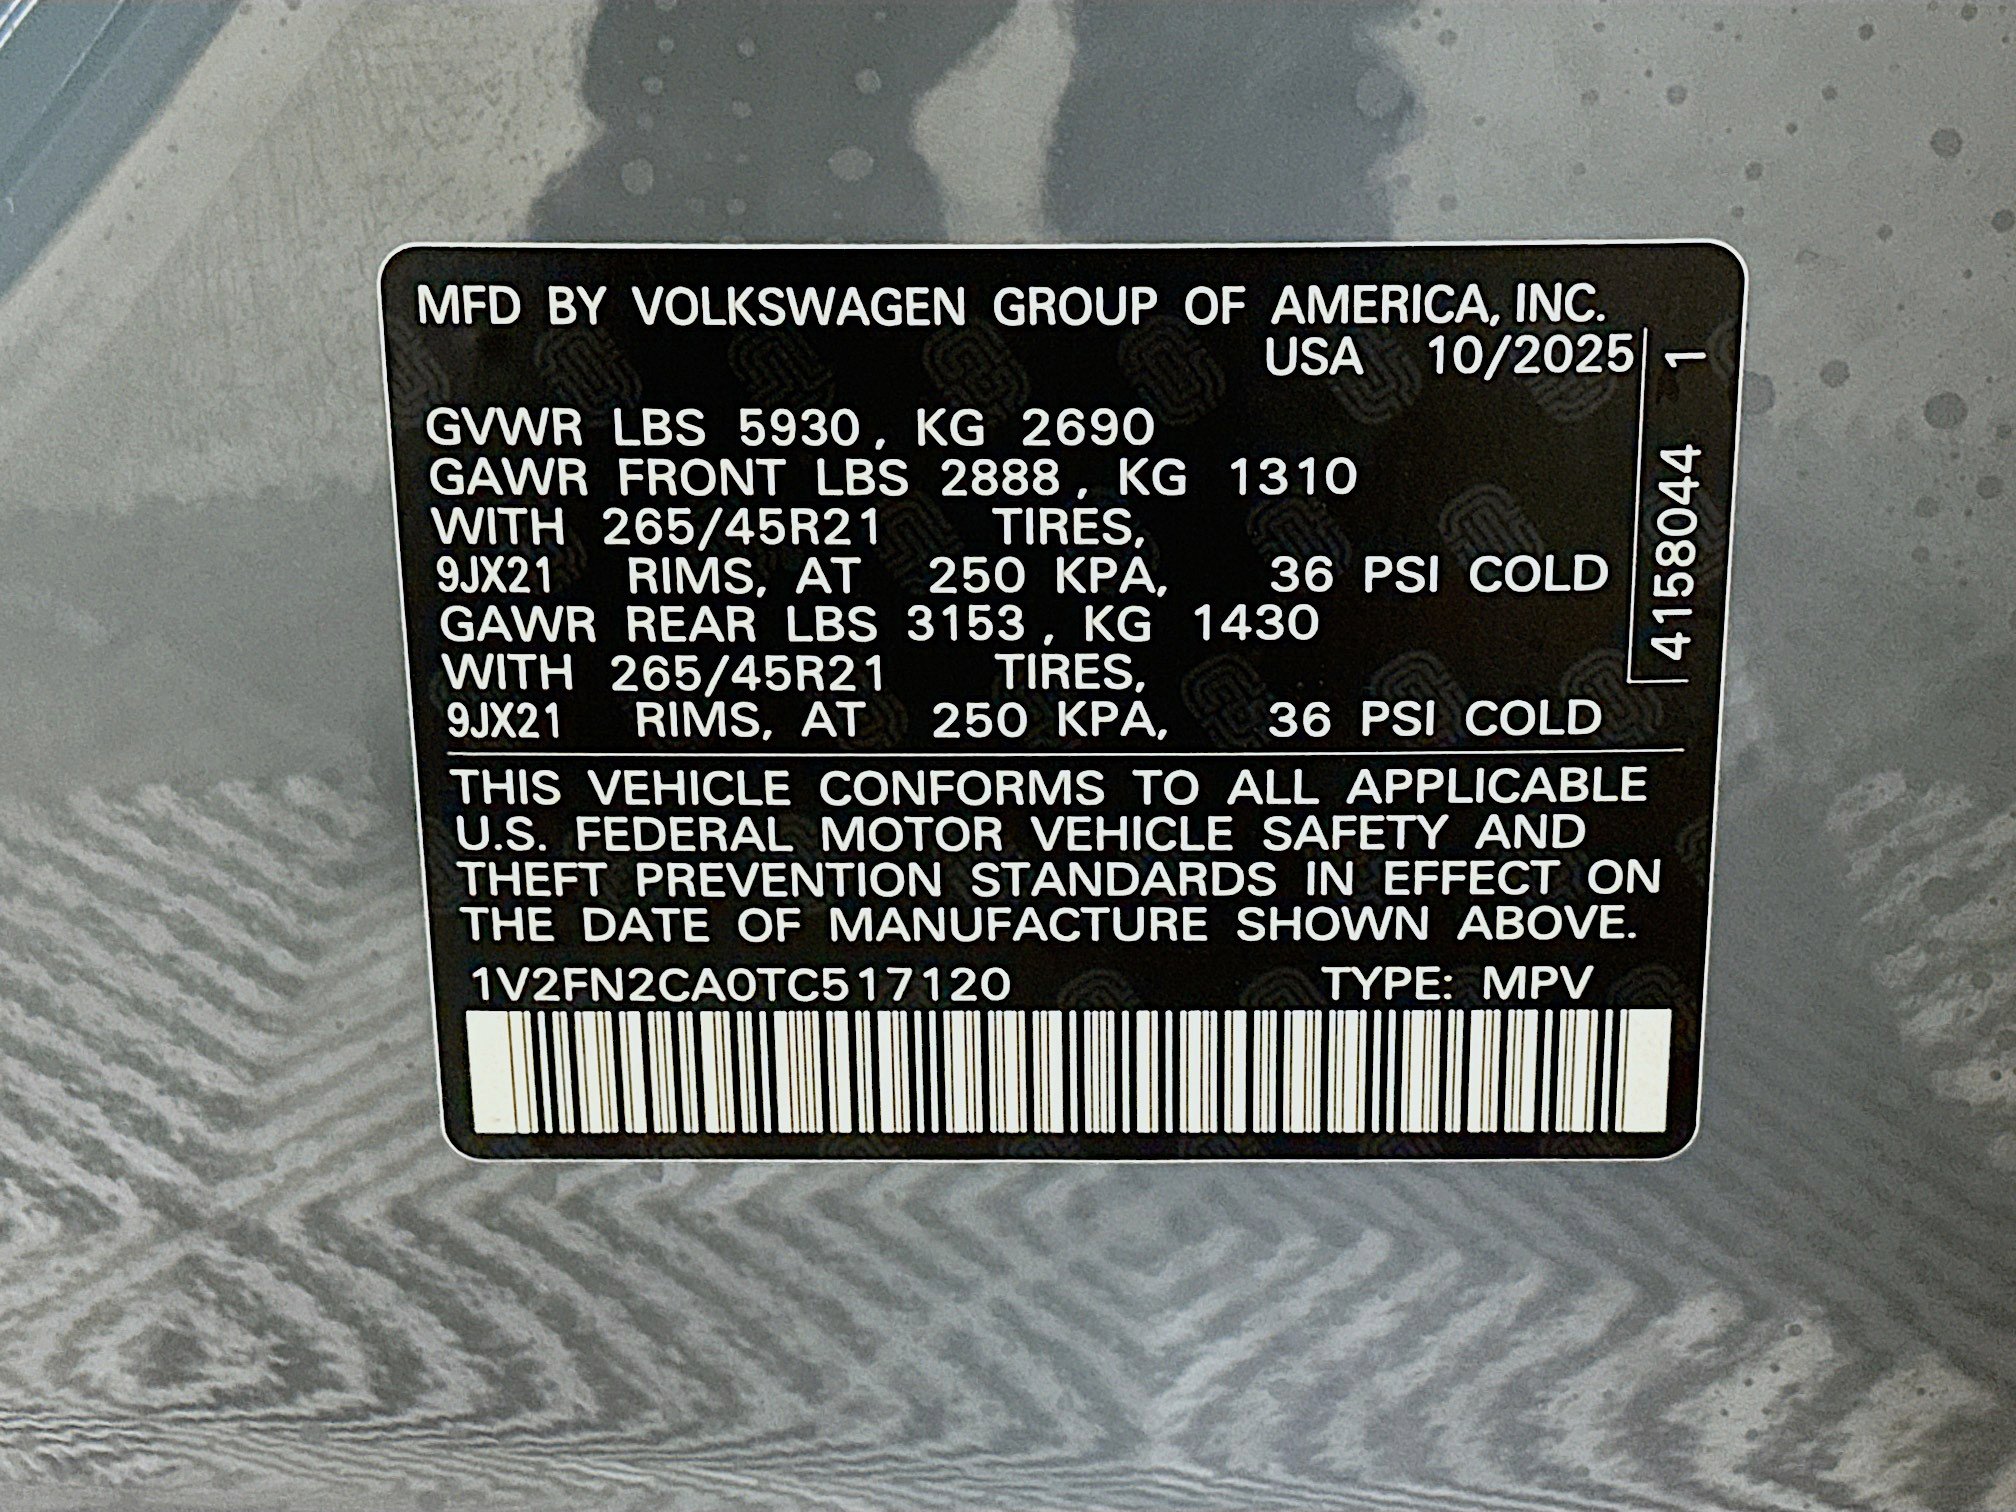 MFD BY VOLKSWAGEN GROUP OF AMERICA, INC.
USA 10/2025
4158044 1
GVWR LBS 5930, KG 2690
GAWR FRONT LBS 2888, KG 1310
WITH 265/45R21 TIRES,
9JX21 RIMS, AT 250 KPA, 36 PSI COLD
GAWR REAR LBS 3153, KG 1430
WITH 265/45R21 TIRES,
9JX21 RIMS, AT 250 KPA, 36 PSI COLD
THIS VEHICLE CONFORMS TO ALL APPLICABLE
U.S. FEDERAL MOTOR VEHICLE SAFETY AND
THEFT PREVENTION STANDARDS IN EFFECT ON
THE DATE OF MANUFACTURE SHOWN ABOVE.
1V2FN2CA0TC517120 TYPE: MPV